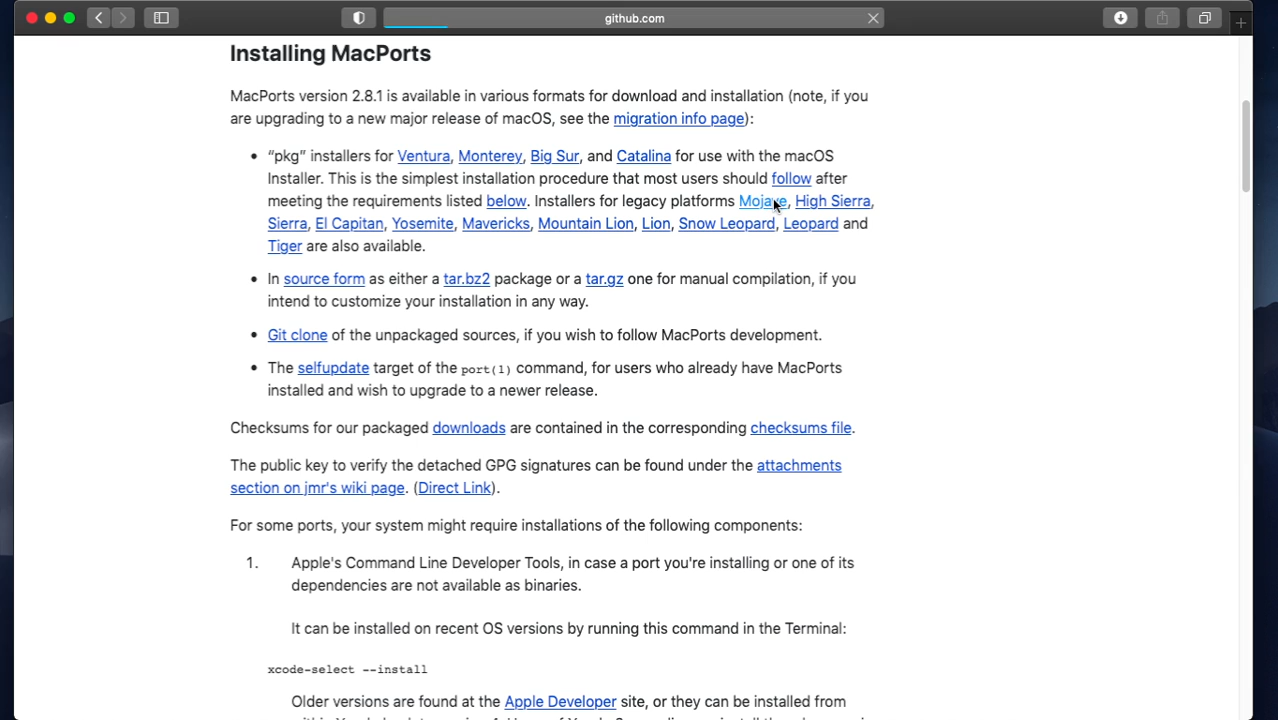 github.com
Installing MacPorts
MacPorts version 2.8.1 is available in various formats for download and installation (note, if you
are upgrading to a new major release of macOS, see the migration info page):
• “pkg” installers for Ventura, Monterey, Big Sur, and Catalina for use with the macOS
Installer. This is the simplest installation procedure that most users should follow after
meeting the requirements listed below. Installers for legacy platforms Mojave, High Sierra,
Sierra, El Capitan, Yosemite, Mavericks, Mountain Lion, Lion, Snow Leopard, Leopard and
Tiger are also available.
• In source form as either a tar.bz2 package or a tar.gz one for manual compilation, if you
intend to customize your installation in any way.
• Git clone of the unpackaged sources, if you wish to follow MacPorts development.
• The selfupdate target of the port(1) command, for users who already have MacPorts
installed and wish to upgrade to a newer release.
Checksums for our packaged downloads are contained in the corresponding checksums file.
The public key to verify the detached GPG signatures can be found under the attachments
section on jmr's wiki page. (Direct Link).
For some ports, your system might require installations of the following components:
1. Apple's Command Line Developer Tools, in case a port you're installing or one of its
dependencies are not available as binaries.
It can be installed on recent OS versions by running this command in the Terminal:
xcode-select --install
Older versions are found at the Apple Developer site, or they can be installed from